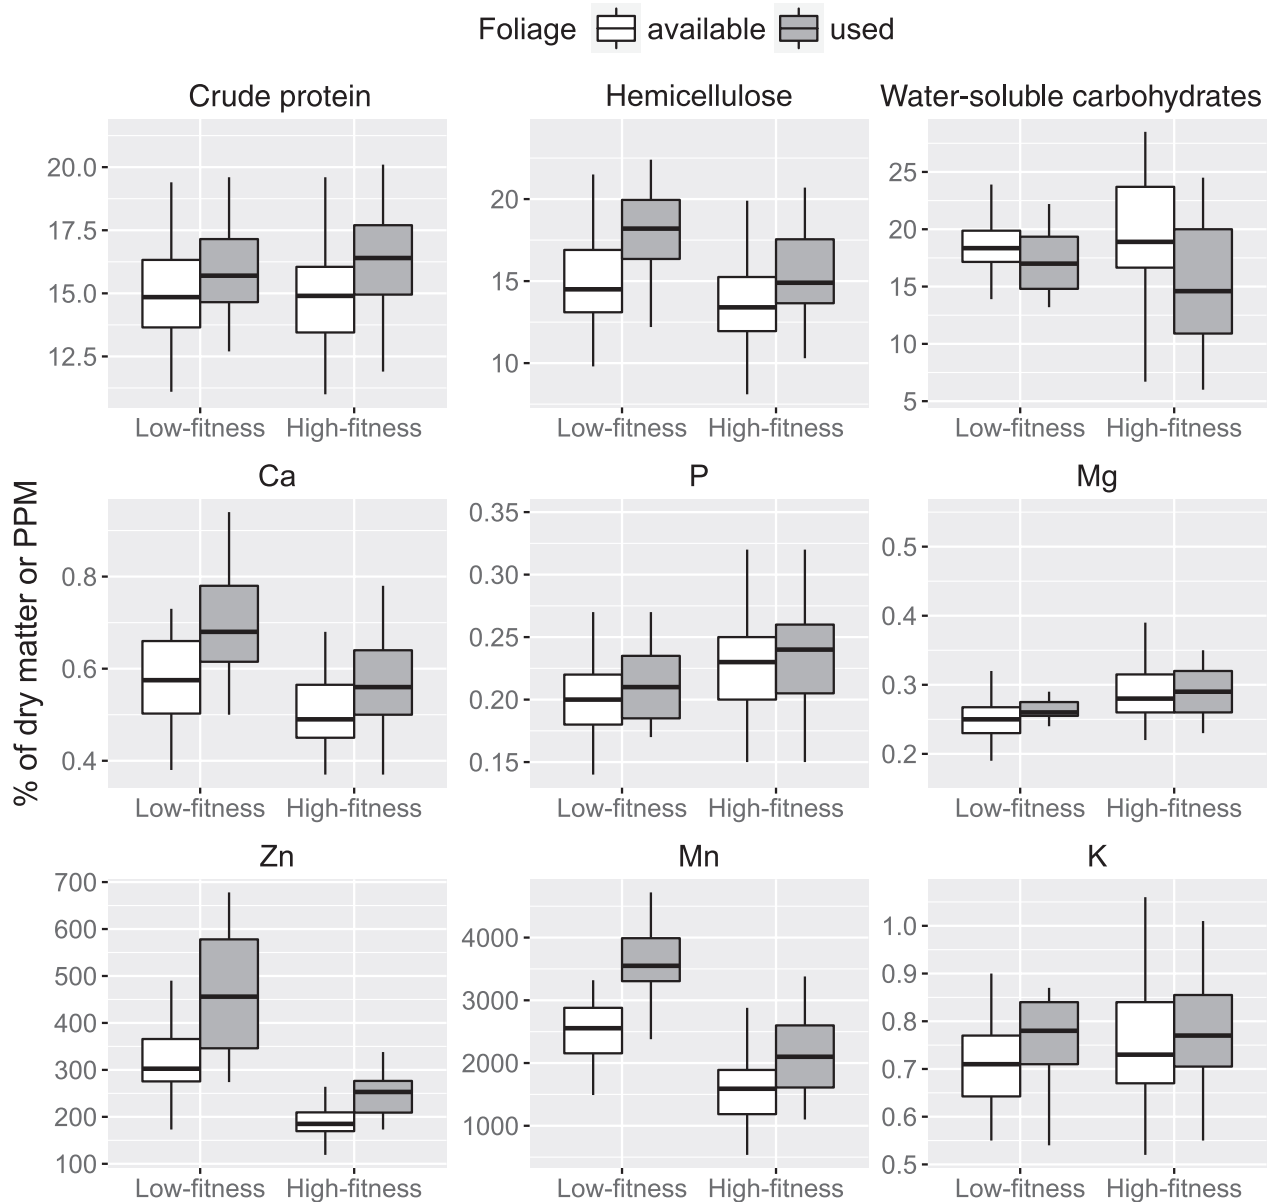 Foliage available used
Crude protein
20.0
17.5
15.0
12.5
Low-fitness High-fitness
Hemicellulose
20
15
10
Low-fitness High-fitness
Water-soluble carbohydrates
25
20
15
10
5
Low-fitness High-fitness
% of dry matter or PPM
Ca
0.8
0.6
0.4
Low-fitness High-fitness
P
0.35
0.30
0.25
0.20
0.15
Low-fitness High-fitness
Mg
0.5
0.4
0.3
0.2
Low-fitness High-fitness
Zn
700
600
500
400
300
200
100
Low-fitness High-fitness
Mn
4000
3000
2000
1000
Low-fitness High-fitness
K
1.0
0.9
0.8
0.7
0.6
0.5
Low-fitness High-fitness